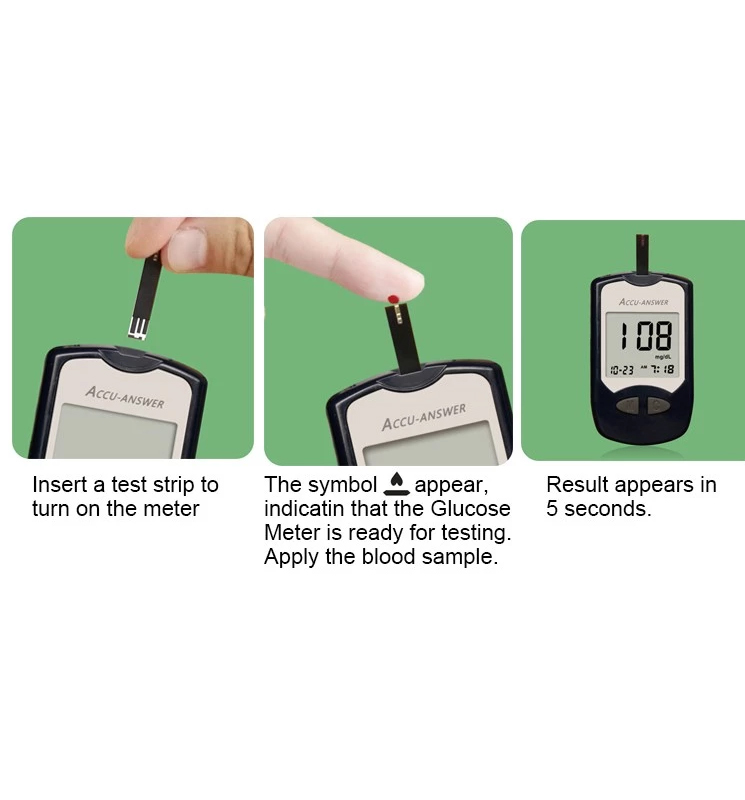 ACCU-ANSWER
ACCU-ANSWER
ACCU-ANSWER
108
mg/dL
10-23 AM 7:18
Insert a test strip to
turn on the meter
The symbol appear,
indicatin that the Glucose
Meter is ready for testing.
Apply the blood sample.
Result appears in
5 seconds.